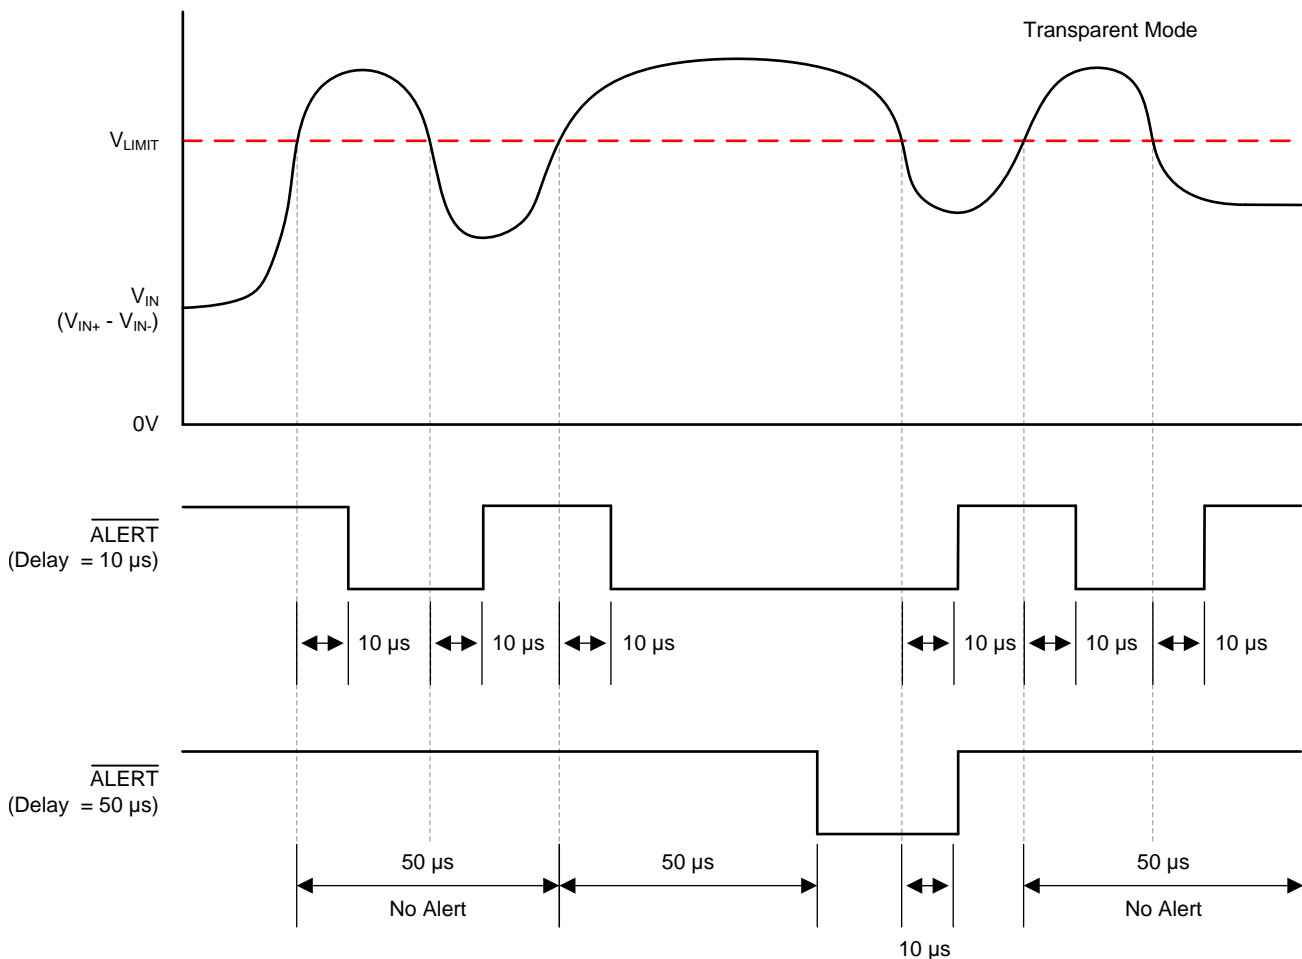 Transparent Mode
VLIMIT
VIN
(VIN+ - VIN-)
0V
ALERT
(Delay = 10 µs)
10 µs
10 µs
10 µs
10 µs
10 µs
10 µs
ALERT
(Delay = 50 µs)
50 µs
50 µs
50 µs
No Alert
No Alert
10 µs